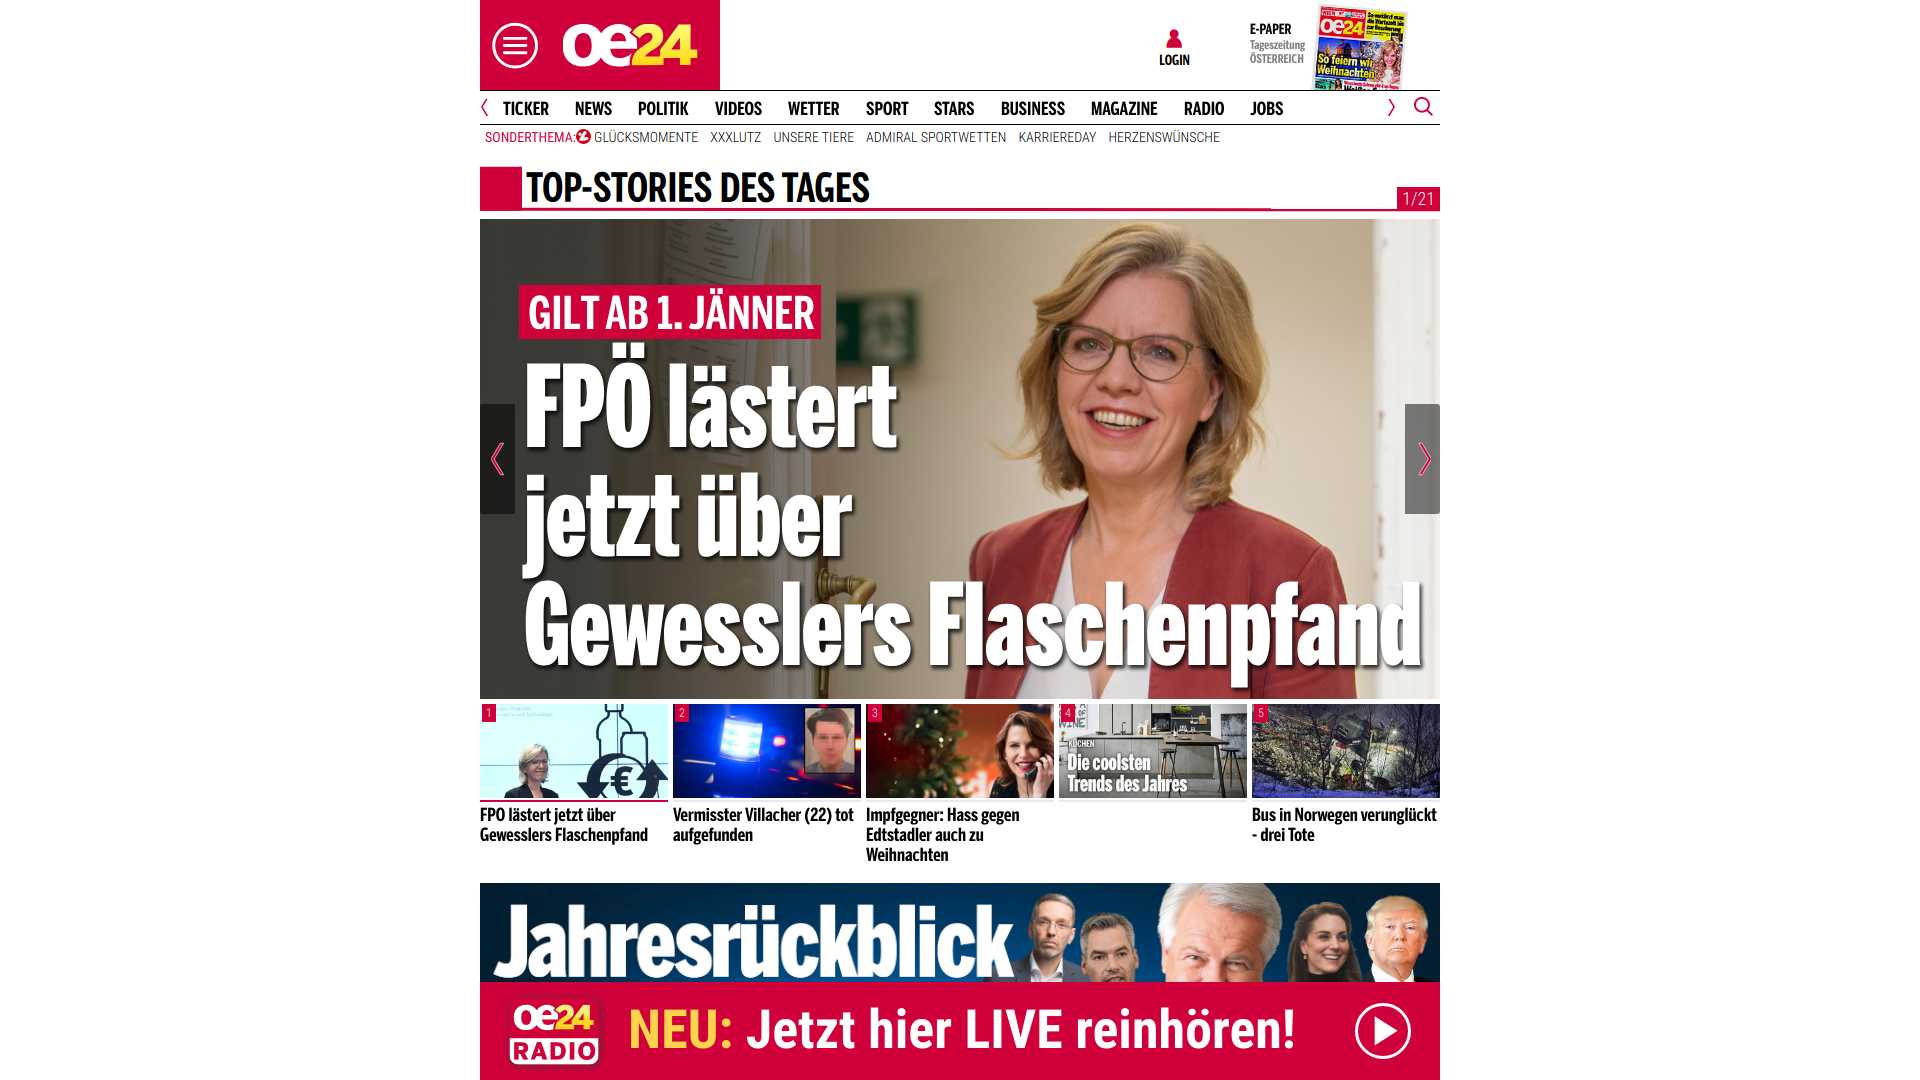 oe24
LOGIN
E-PAPER
Tageszeitung
ÖSTERREICH
oe24
So feiern wir
Weihnachten
TICKER NEWS POLITIK VIDEOS WETTER SPORT STARS BUSINESS MAGAZINE RADIO JOBS
SONDERTHEMA: GLÜCKSMOMENTE XXXLUTZ UNSERE TIERE ADMIRAL SPORTWETTEN KARRIEREDAY HERZENSWÜNSCHE
TOP-STORIES DES TAGES
1/21
GILT AB 1. JÄNNER
FPÖ lästert
jetzt über
Gewesslers Flaschenpfand
1
2
3
4
5
WINE
KÜCHEN
Die coolsten
Trends des Jahres
FPÖ lästert jetzt über
Gewesslers Flaschenpfand
Vermisster Villacher (22) tot
aufgefunden
Impfgegner: Hass gegen
Edtstadler auch zu
Weihnachten
Bus in Norwegen verunglückt
- drei Tote
Jahresrückblick
oe24
RADIO
NEU: Jetzt hier LIVE reinhören!